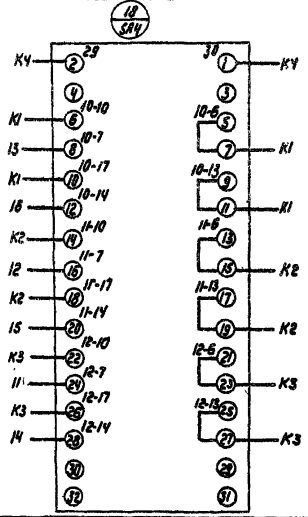 18
SA4
29 30
K4 2 1 K4
4 3
K1 6 10-10 10-6 5
13 8 10-7 7 K1
K1 10 10-17 10-13 9
16 12 10-14 11 K1
K2 14 11-10 11-6 13
12 16 11-7 15 K2
K2 18 11-17 11-13 17
15 20 11-14 19 K2
K3 22 12-10 12-6 21
11 24 12-7 23 K3
K3 26 12-17 12-13 25
14 28 12-14 27 K3
30 29
32 31